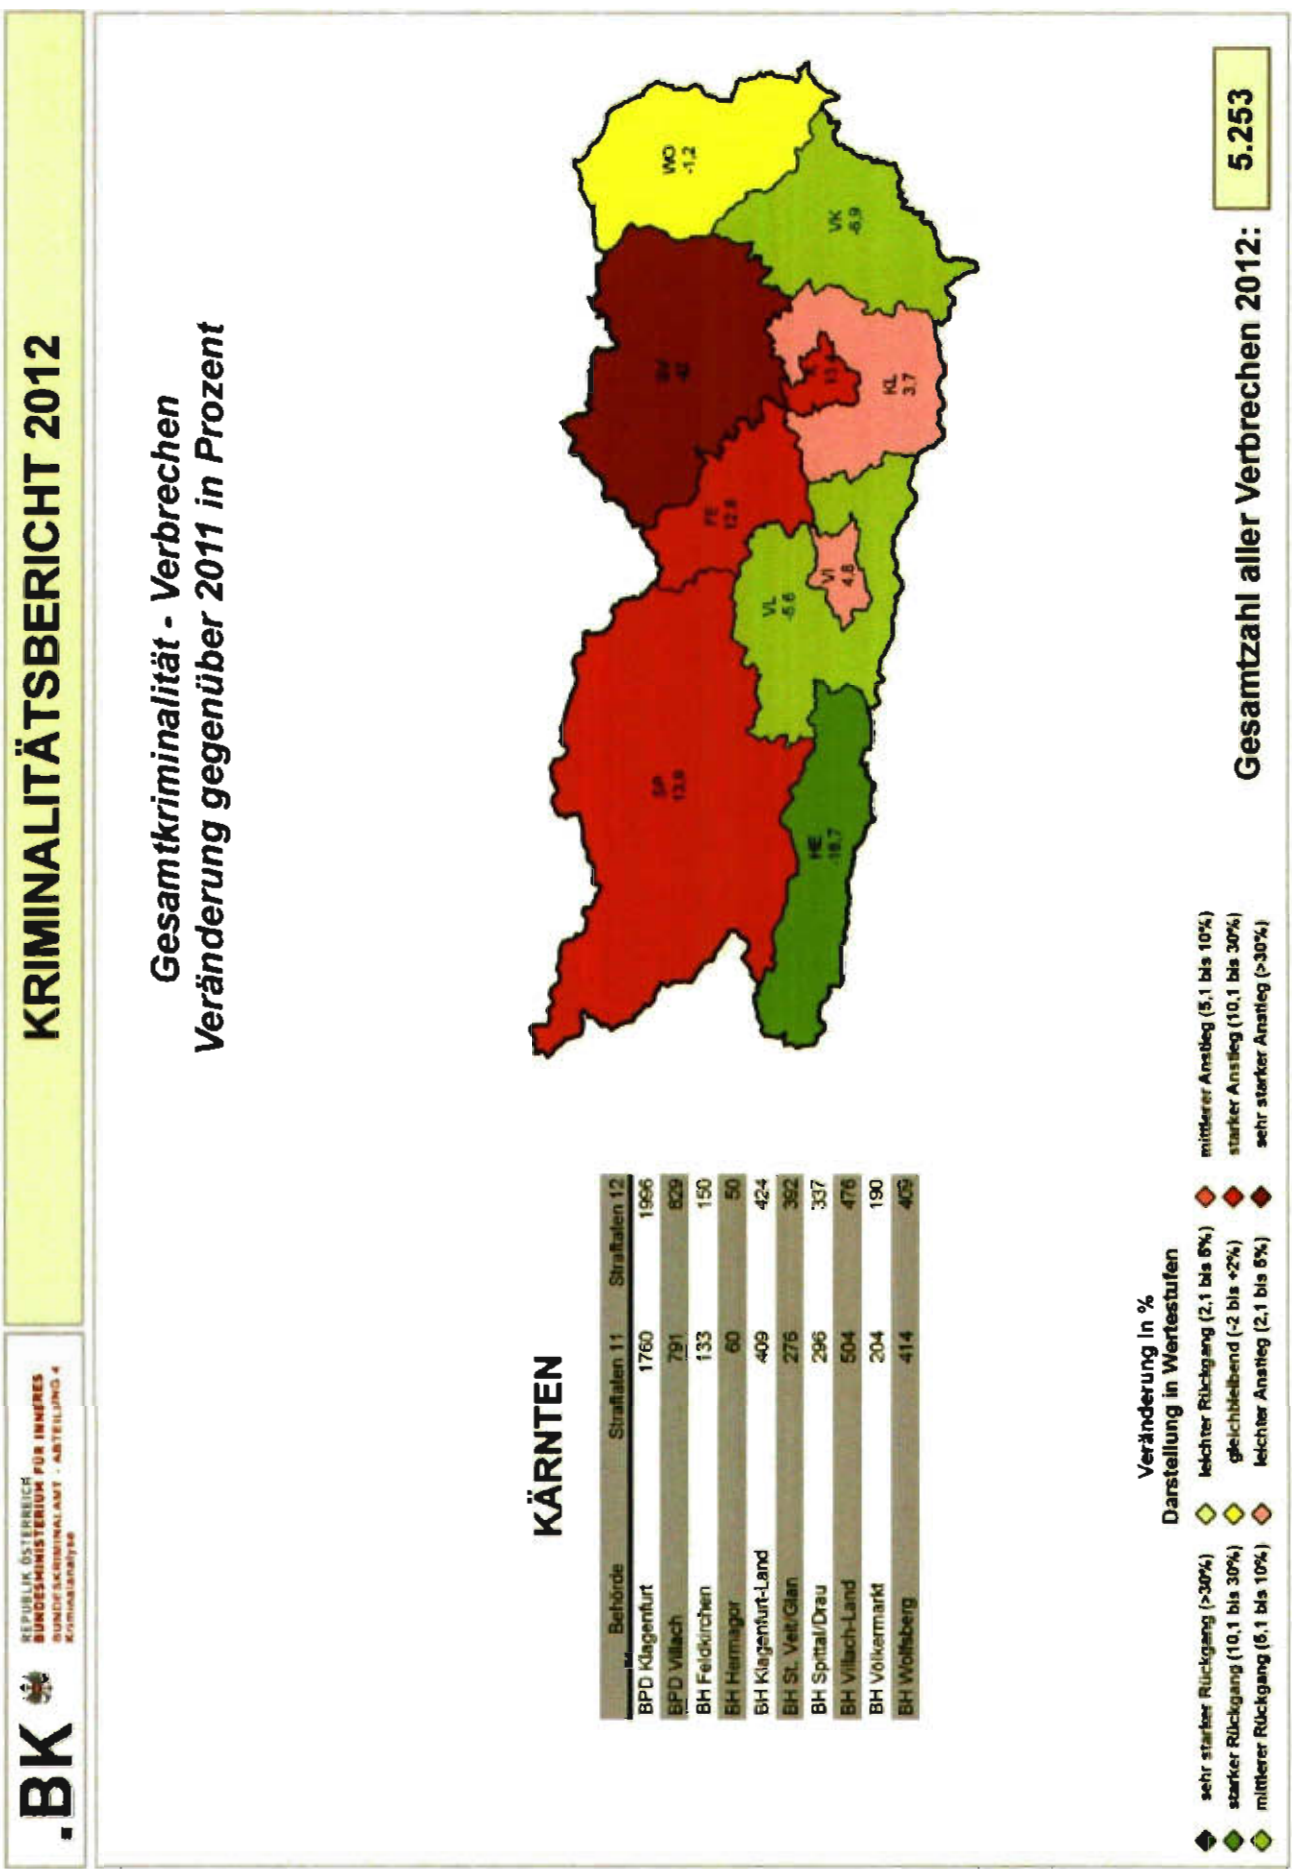 .BK
REPUBLIK ÖSTERREICH
BUNDESMINISTERIUM FÜR INNERES
BUNDESKRIMINALAMT - ABTEILUNG 4
Kriminalanalyse
KRIMINALITÄTSBERICHT 2012
Gesamtkriminalität - Verbrechen
Veränderung gegenüber 2011 in Prozent
KÄRNTEN
Behörde Straftaten 11 Straftaten 12
BPD Klagenfurt 1760 1996
BPD Villach 791 829
BH Feldkirchen 133 150
BH Hermagor 60 50
BH Klagenfurt-Land 409 424
BH St. Veit/Glan 276 392
BH Spittal/Drau 296 337
BH Villach-Land 504 476
BH Völkermarkt 204 190
BH Wolfsberg 414 409
SP
13,9
HE
-16,7
VL
-5,6
VI
4,8
FE
12,8
KL
3,7
VK
-6,9
WO
-1,2
Veränderung in %
Darstellung in Wertestufen
sehr starker Rückgang (>30%)
starker Rückgang (10,1 bis 30%)
mittlerer Rückgang (5,1 bis 10%)
leichter Rückgang (2,1 bis 5%)
gleichbleibend (-2 bis +2%)
leichter Anstieg (2,1 bis 5%)
mittlerer Anstieg (5,1 bis 10%)
starker Anstieg (10,1 bis 30%)
sehr starker Anstieg (>30%)
Gesamtzahl aller Verbrechen 2012: 5.253